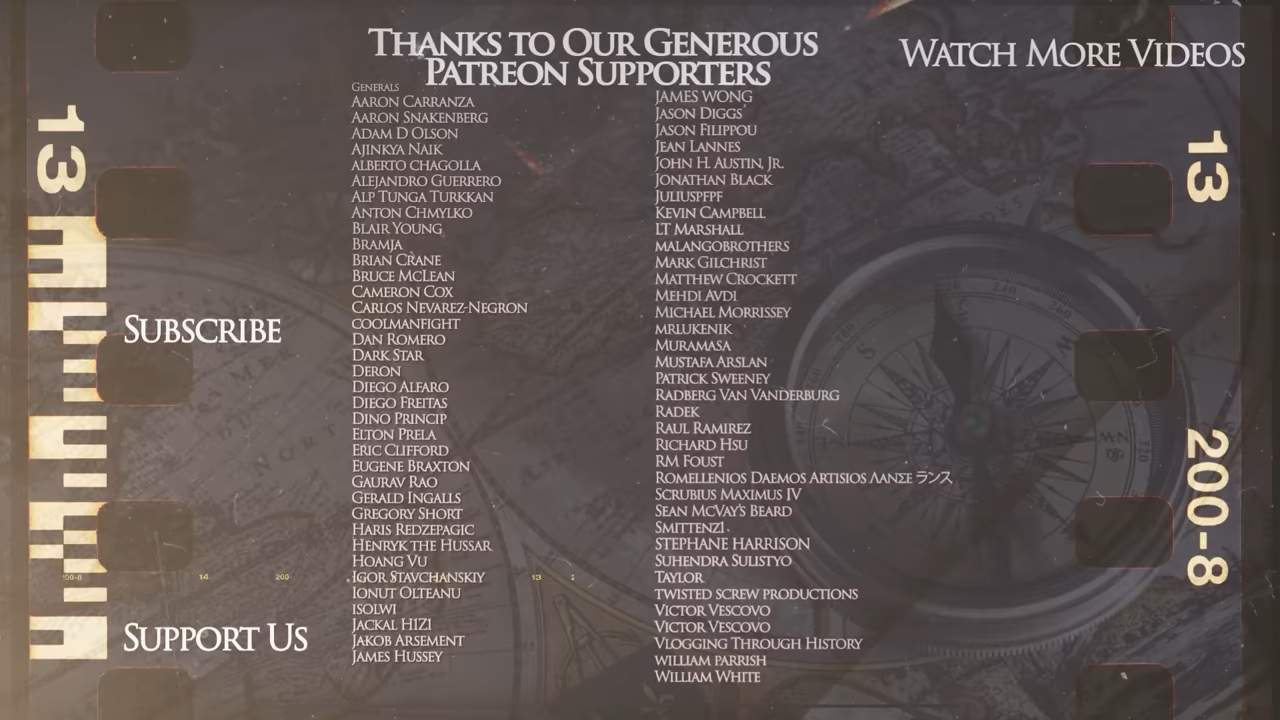 THANKS TO OUR GENEROUS
PATREON SUPPORTERS
WATCH MORE VIDEOS
GENERALS
AARON CARRANZA
AARON SNAKENBERG
ADAM D OLSON
AJINKYA NAIK
ALBERTO CHAGOLLA
ALEJANDRO GUERRERO
ALP TUNGA TURKKAN
ANTON CHMYLKO
BLAIR YOUNG
BRAMJA
BRIAN CRANE
BRUCE MCLEAN
CAMERON COX
CARLOS NEVAREZ-NEGRON
COOLMANFIGHT
DAN ROMERO
DARK STAR
DERON
DIEGO ALFARO
DIEGO FREITAS
DINO PRINCIP
ELTON PRELA
ERIC CLIFFORD
EUGENE BRAXTON
GAURAV RAO
GERALD INGALLS
GREGORY SHORT
HARIS REDZEPAGIC
HENRYK THE HUSSAR
HOANG VU
IGOR STAVCHANSKIY
IONUT OLTEANU
ISOLWI
JACKAL H1Z1
JAKOB ARSEMENT
JAMES HUSSEY
JAMES WONG
JASON DIGGS
JASON FILIPPOU
JEAN LANNES
JOHN H. AUSTIN, JR.
JONATHAN BLACK
JULIUSPFPF
KEVIN CAMPBELL
LT MARSHALL
MALANGOBROTHERS
MARK GILCHRIST
MATTHEW CROCKETT
MEHDI AVDI
MICHAEL MORRISSEY
MRLUKENIK
MURAMASA
MUSTAFA ARSLAN
PATRICK SWEENEY
RADBERG VAN VANDERBURG
RADEK
RAUL RAMIREZ
RICHARD HSU
RM FOUST
ROMELLENIOS DAEMOS ARTISIOS ΛΑΝΣΕ ランス
SCRUBIUS MAXIMUS IV
SEAN MCVAY'S BEARD
SMITTENZ1
STEPHANE HARRISON
SUHENDRA SULISTYO
TAYLOR
TWISTED SCREW PRODUCTIONS
VICTOR VESCOVO
VICTOR VESCOVO
VLOGGING THROUGH HISTORY
WILLIAM PARRISH
WILLIAM WHITE
SUBSCRIBE
SUPPORT US
13
13
200-8
14
200-
13